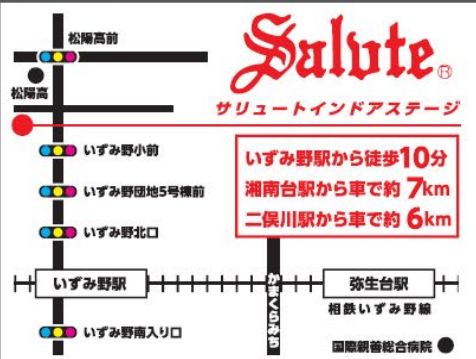 松陽高前
Salute®
松陽高
サリュートインドアステージ
いずみ野小前
いずみ野駅から徒歩10分
湘南台駅から車で約7km
二俣川駅から車で約6km
いずみ野団地5号棟前
いずみ野北口
いずみ野駅
かまくらみち
弥生台駅
相鉄いずみ野線
いずみ野南入り口
国際親善総合病院